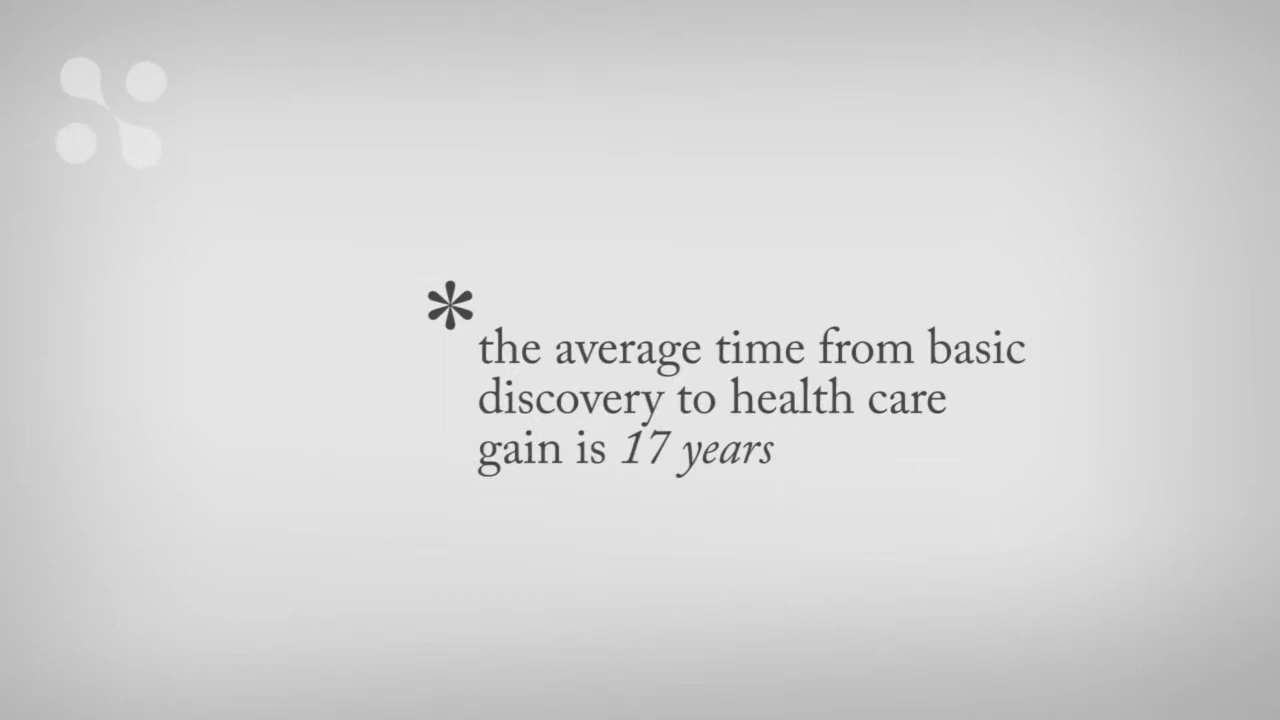 *
the average time from basic
discovery to health care
gain is 17 years